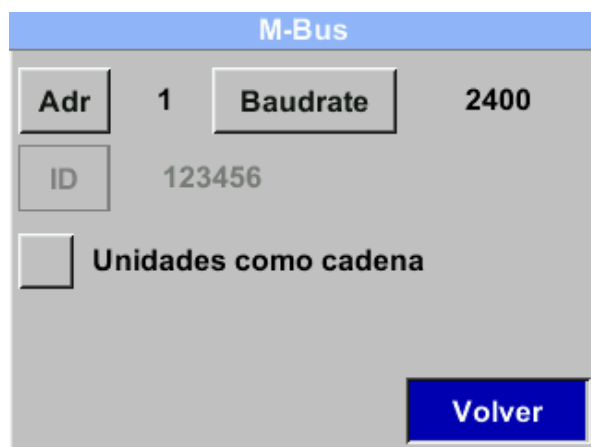 M-Bus
Adr 1 Baudrate 2400
ID 123456
Unidades como cadena
Volver